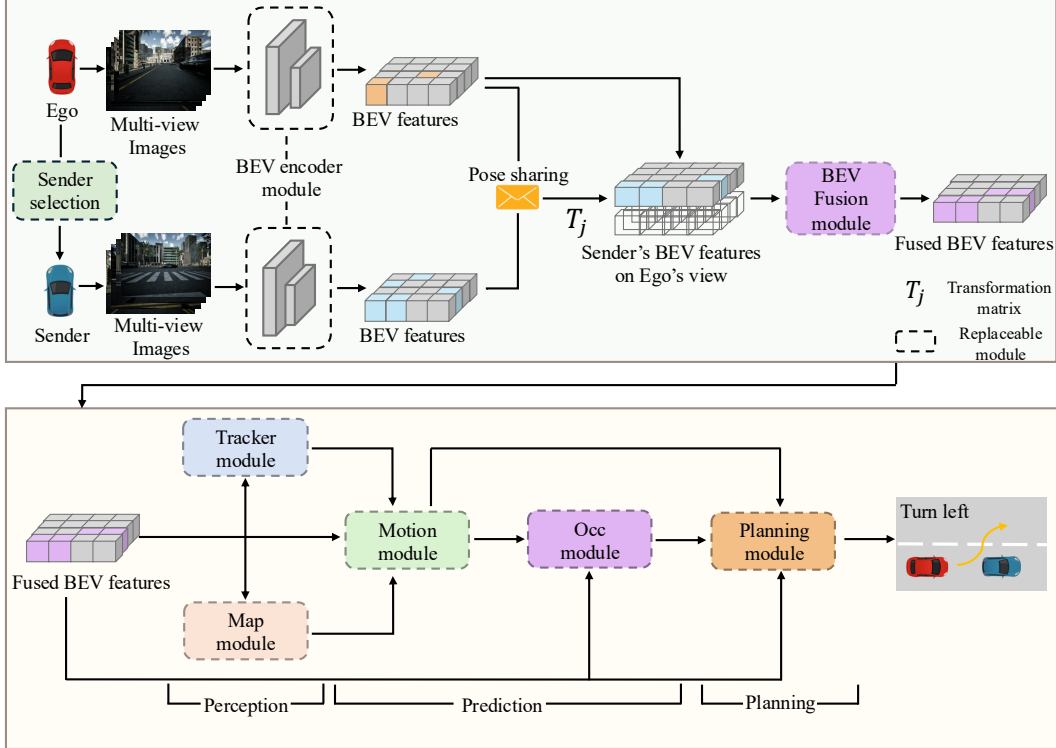 Ego
Multi-view
Images
BEV features
BEV encoder
module
Sender
selection
Pose sharing
T_j
Sender's BEV features
on Ego's view
BEV
Fusion
module
Fused BEV features
Sender
Multi-view
Images
BEV features
T_j
Transformation
matrix
Replaceable
module
Tracker
module
Fused BEV features
Motion
module
Occ
module
Planning
module
Turn left
Map
module
Perception
Prediction
Planning